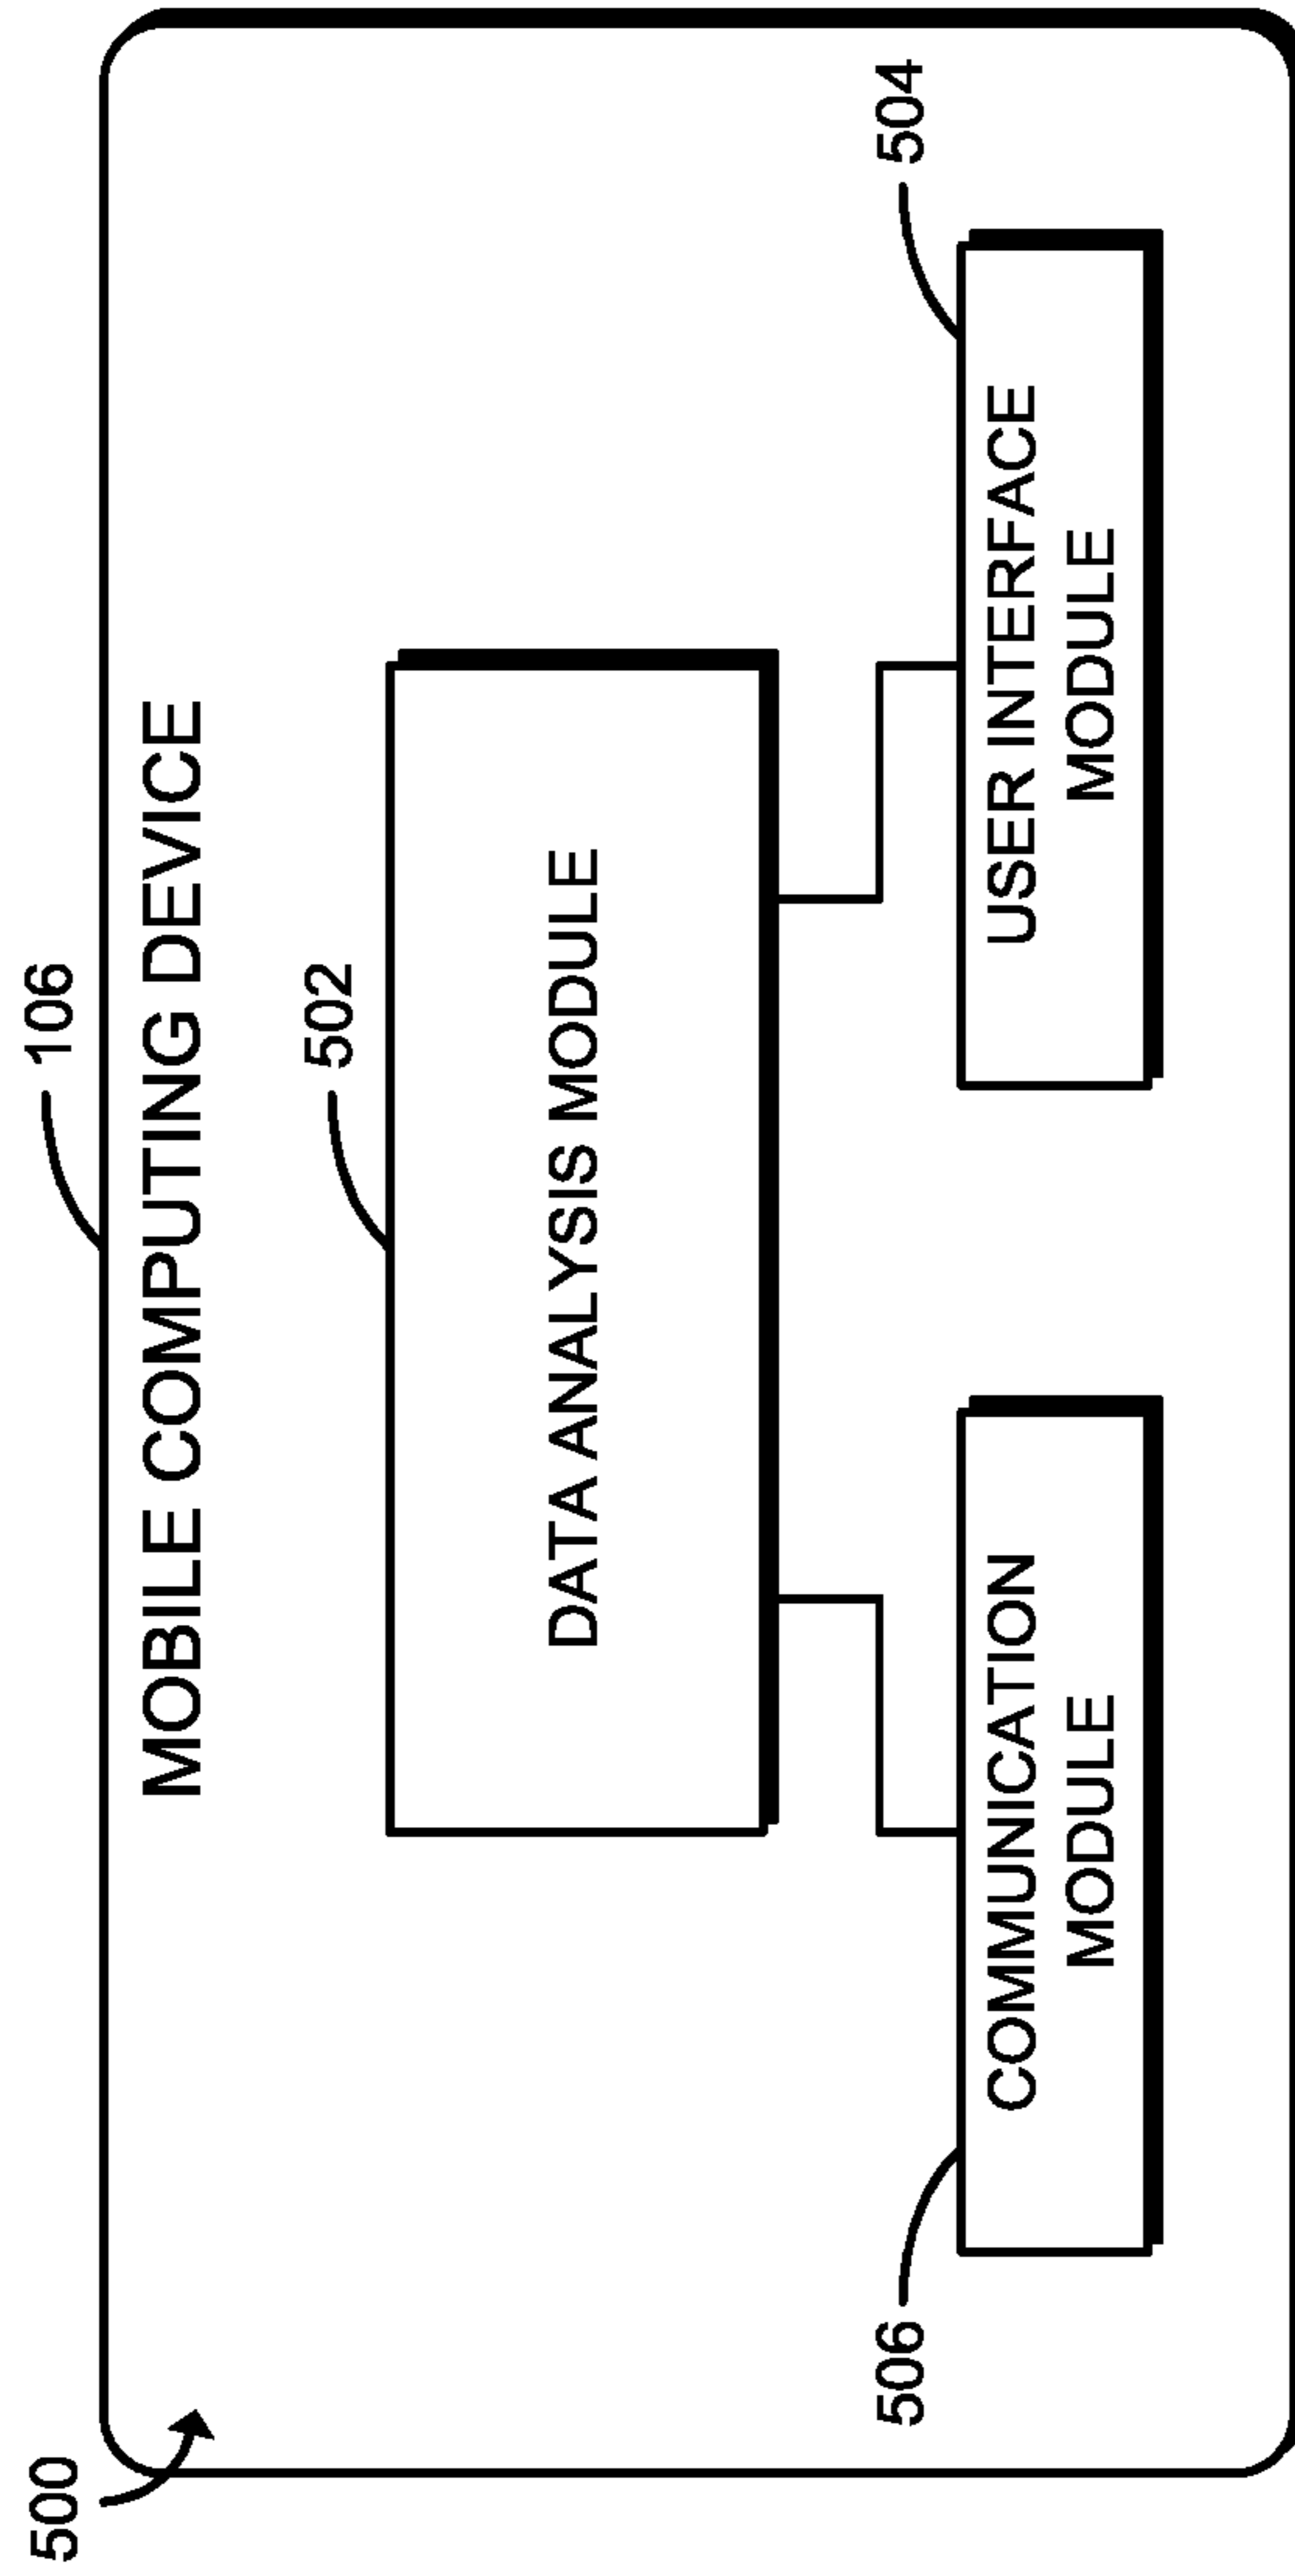 500
106
MOBILE COMPUTING DEVICE
502
DATA ANALYSIS MODULE
506
504
COMMUNICATION
MODULE
USER INTERFACE
MODULE